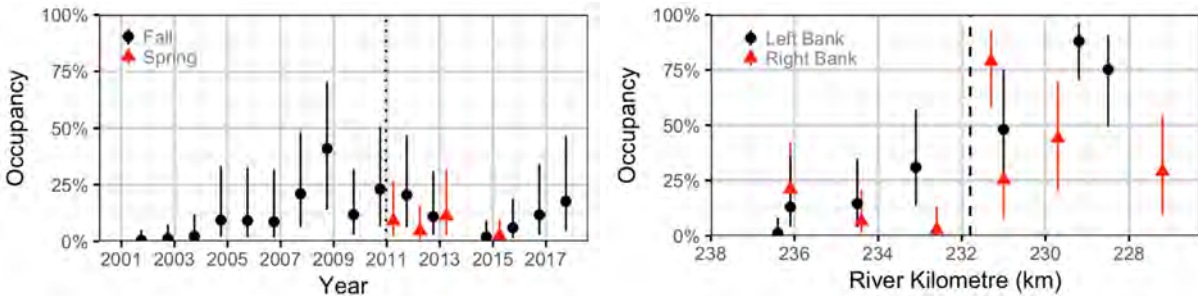 100%
75%
50%
25%
0%
Occupancy
Fall
Spring
2001 2003 2005 2007 2009 2011 2013 2015 2017
Year
100%
75%
50%
25%
0%
Occupancy
Left Bank
Right Bank
238 236 234 232 230 228
River Kilometre (km)